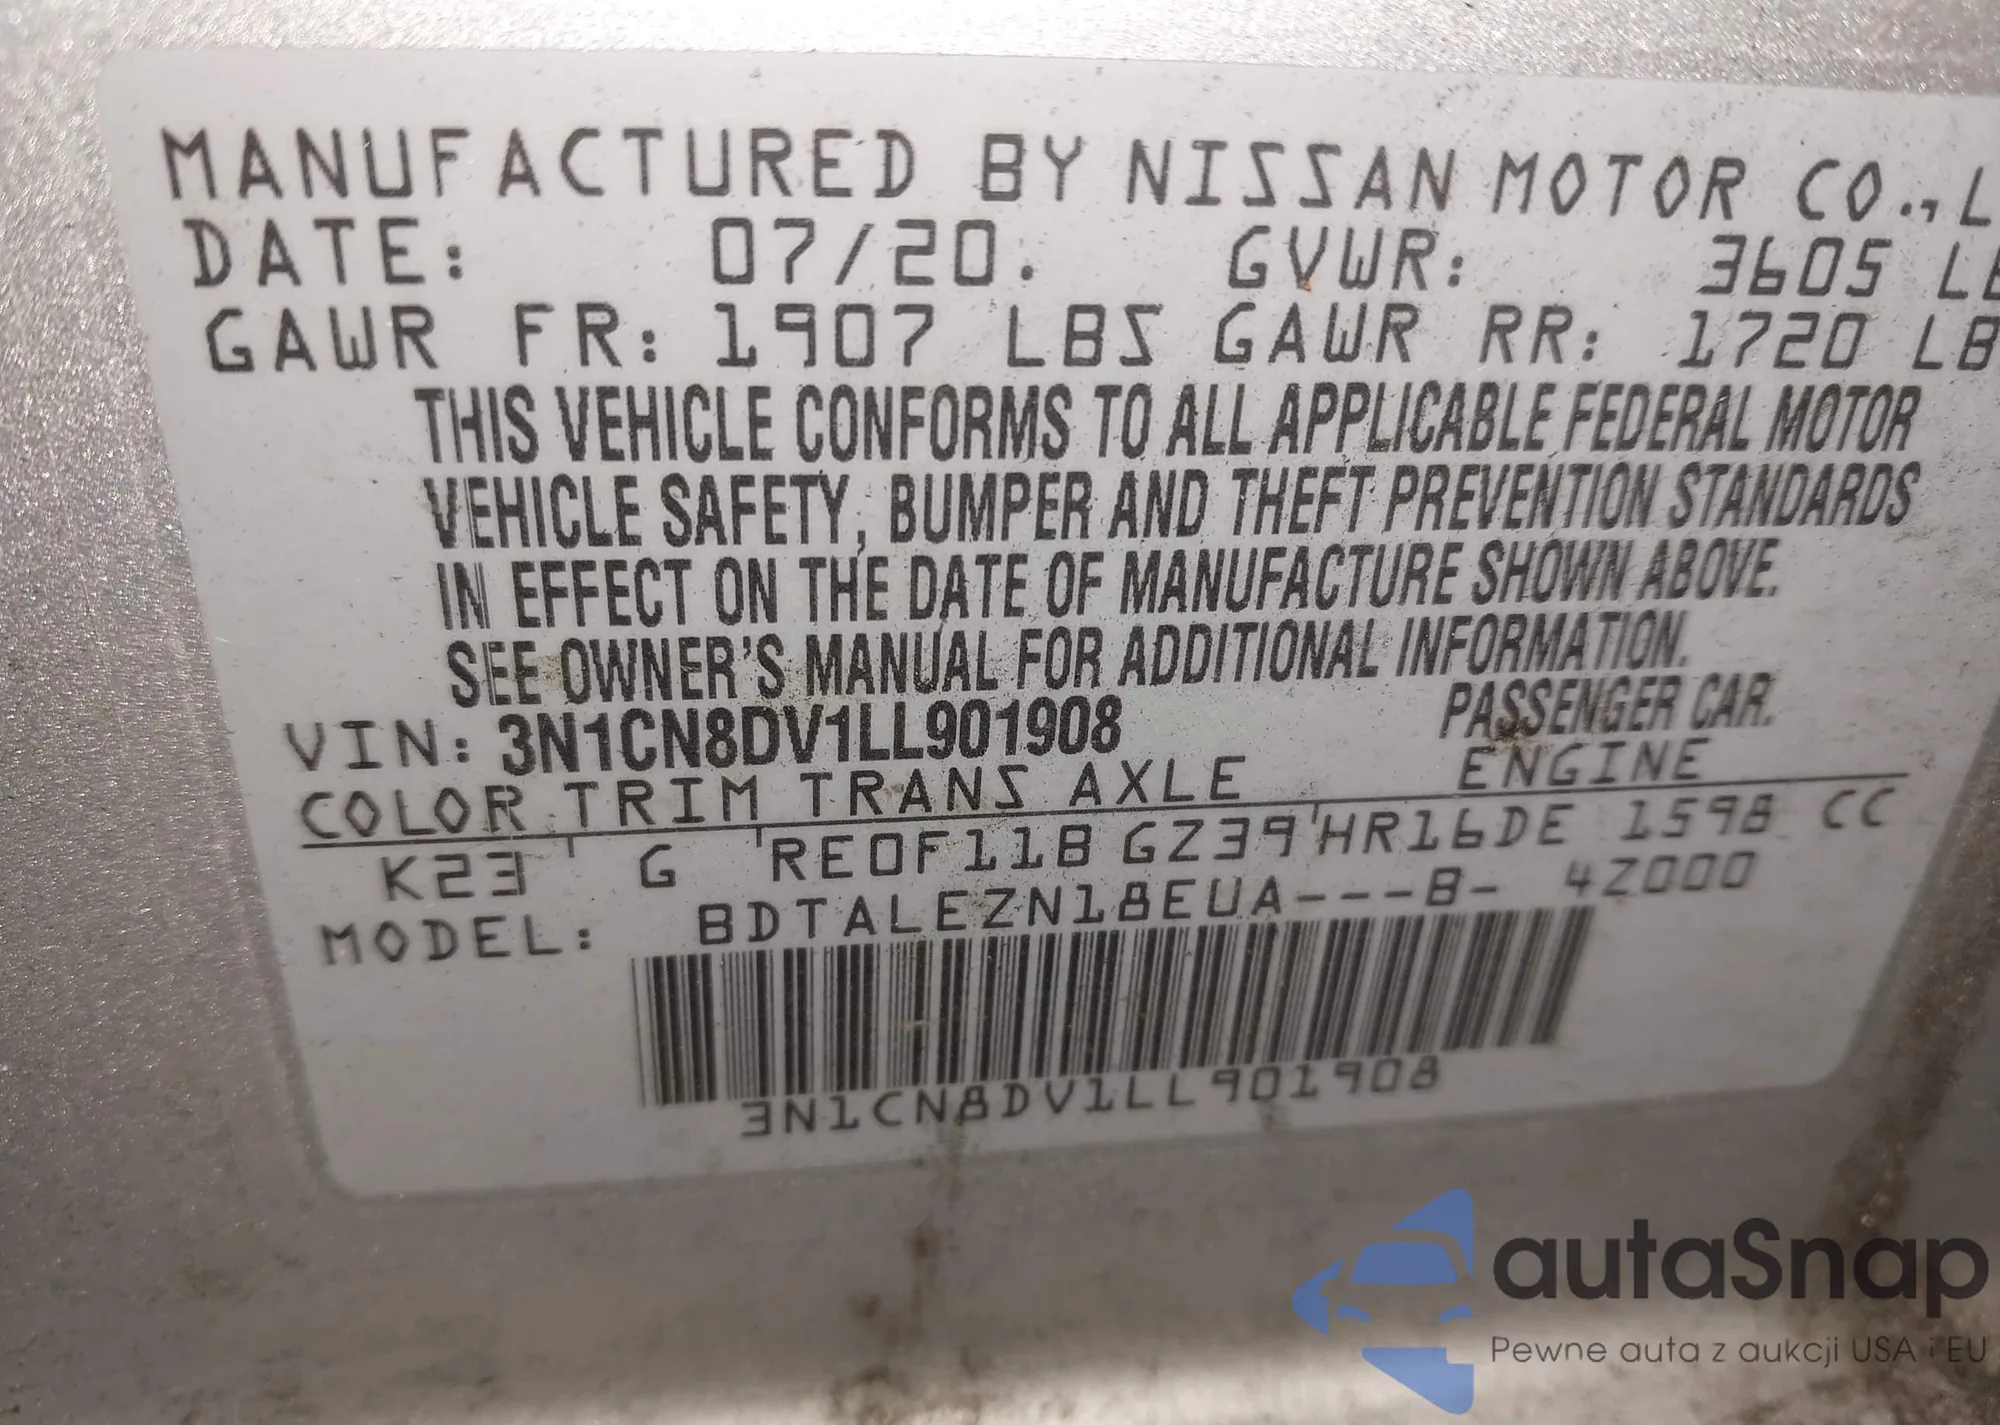 MANUFACTURED BY NISSAN MOTOR CO., L
DATE: 07/20. GVWR: 3605 LB
GAWR FR: 1907 LBS GAWR RR: 1720 LB
THIS VEHICLE CONFORMS TO ALL APPLICABLE FEDERAL MOTOR
VEHICLE SAFETY, BUMPER AND THEFT PREVENTION STANDARDS
IN EFFECT ON THE DATE OF MANUFACTURE SHOWN ABOVE.
SEE OWNER'S MANUAL FOR ADDITIONAL INFORMATION.
VIN: 3N1CN8DV1LL901908 PASSENGER CAR.
COLOR TRIM TRANS AXLE ENGINE
K23 G RE0F11B GZ39 HR16DE 1598 CC
MODEL: BDTALEZN18EUA---B- 4Z000
3N1CN8DV1LL901908
autaSnap
Pewne auta z aukcji USA i EU